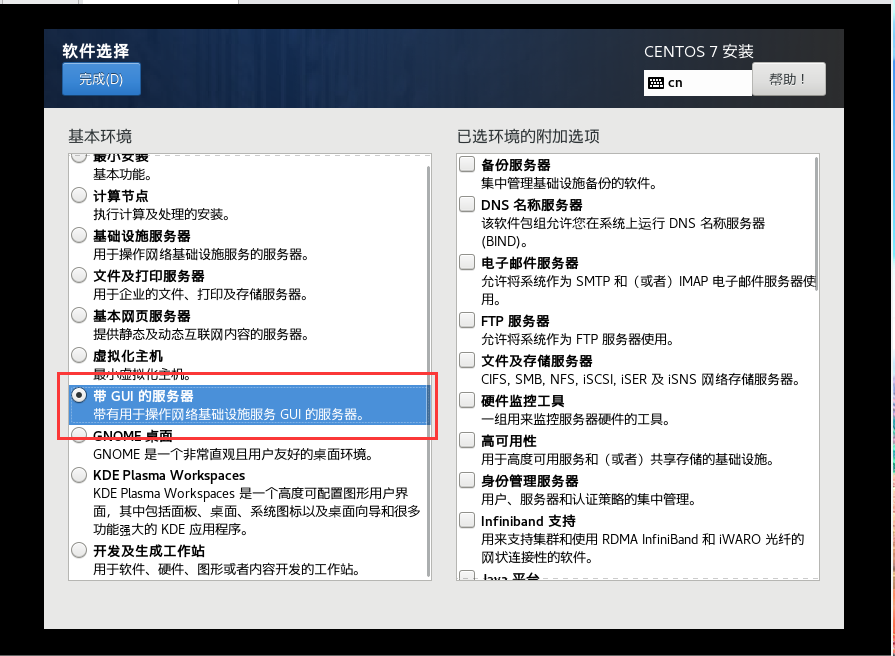 软件选择
完成(D)
CENTOS 7 安装
cn
帮助！
基本环境
最小安装
基本功能。
计算节点
执行计算及处理的安装。
基础设施服务器
用于操作网络基础设施服务的服务器。
文件及打印服务器
用于企业的文件、打印及存储服务器。
基本网页服务器
提供静态及动态互联网内容的服务器。
虚拟化主机
最小虚拟化主机。
带 GUI 的服务器
带有用于操作网络基础设施服务 GUI 的服务器。
GNOME 桌面
GNOME 是一个非常直观且用户友好的桌面环境。
KDE Plasma Workspaces
KDE Plasma Workspaces 是一个高度可配置图形用户界
面，其中包括面板、桌面、系统图标以及桌面向导和很多
功能强大的 KDE 应用程序。
开发及生成工作站
用于软件、硬件、图形或者内容开发的工作站。
已选环境的附加选项
备份服务器
集中管理基础设施备份的软件。
DNS 名称服务器
该软件包组允许您在系统上运行 DNS 名称服务器
(BIND)。
电子邮件服务器
允许将系统作为 SMTP 和（或者）IMAP 电子邮件服务器使
用。
FTP 服务器
允许将系统作为 FTP 服务器使用。
文件及存储服务器
CIFS, SMB, NFS, iSCSI, iSER 及 iSNS 网络存储服务器。
硬件监控工具
一组用来监控服务器硬件的工具。
高可用性
用于高度可用服务和（或者）共享存储的基础设施。
身份管理服务器
用户、服务器和认证策略的集中管理。
Infiniband 支持
用来支持集群和使用 RDMA InfiniBand 和 iWARO 光纤的
网状连接性的软件。
Java 平台